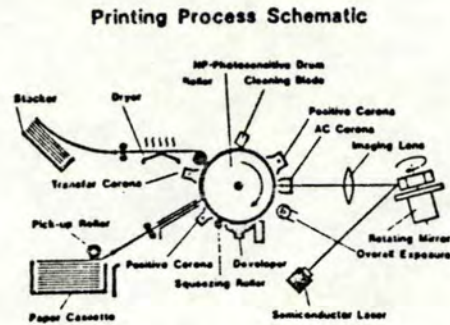 Printing Process Schematic
NP-Photosensitive Drum
Roller
Cleaning Blade
Stacker
Dryer
Positive Corona
AC Corona
Imaging Lens
Transfar Corona
Pick-up Roller
Rotating Mirror
Positive Corona
Developer
Overall Exposure
Squeezing Roller
Paper Cassette
Semiconductor Laser